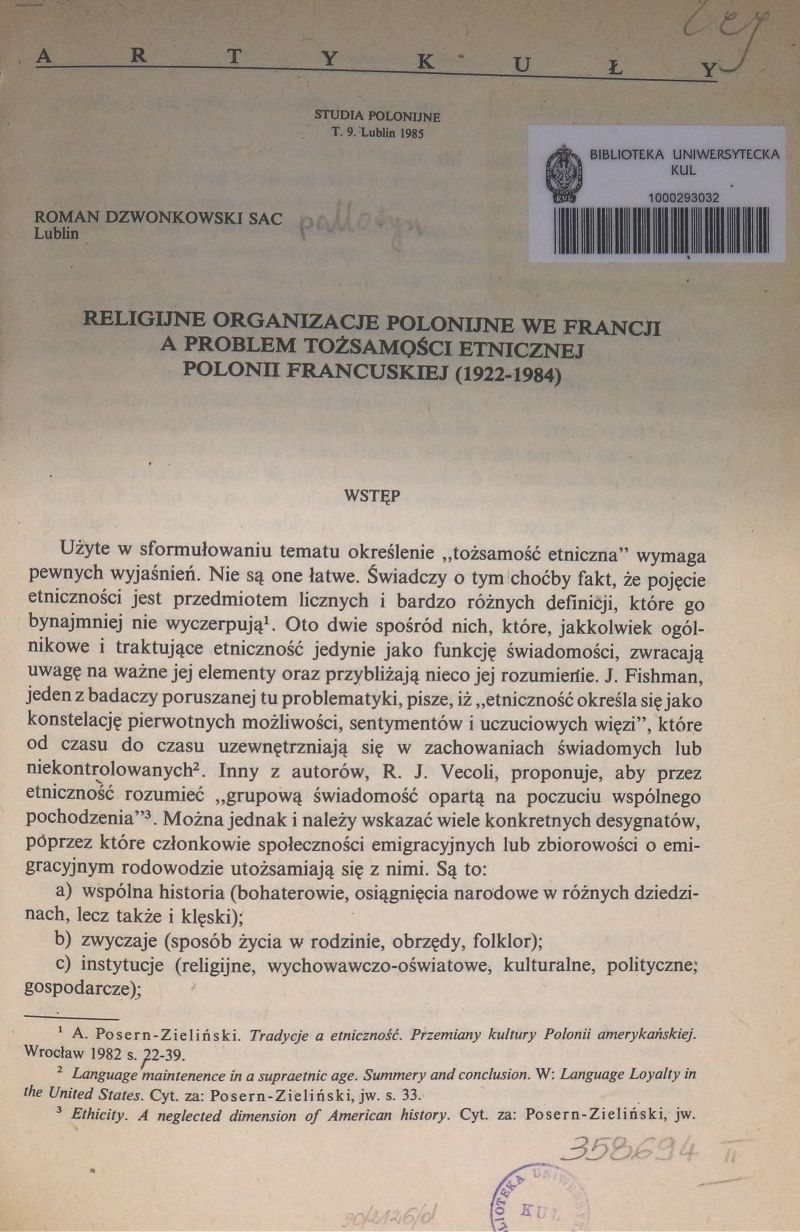 Leg
A R T Y K U Ł Y
STUDIA POLONIJNE
T. 9. Lublin 1985
BIBLIOTEKA UNIWERSYTECKA
KUL
1000293032
ROMAN DZWONKOWSKI SAC pallotyn
Lublin
RELIGIJNE ORGANIZACJE POLONIJNE WE FRANCJI
A PROBLEM TOŻSAMOŚCI ETNICZNEJ
POLONII FRANCUSKIEJ (1922-1984)
WSTĘP
Użyte w sformułowaniu tematu określenie „tożsamość etniczna” wymaga
pewnych wyjaśnień. Nie są one łatwe. Świadczy o tym choćby fakt, że pojęcie
etniczności jest przedmiotem licznych i bardzo różnych definicji, które go
bynajmniej nie wyczerpują¹. Oto dwie spośród nich, które, jakkolwiek ogól-
nikowe i traktujące etniczność jedynie jako funkcję świadomości, zwracają
uwagę na ważne jej elementy oraz przybliżają nieco jej rozumienie. J. Fishman,
jeden z badaczy poruszanej tu problematyki, pisze, iż „etniczność określa się jako
konstelację pierwotnych możliwości, sentymentów i uczuciowych więzi”, które
od czasu do czasu uzewnętrzniają się w zachowaniach świadomych lub
niekontrolowanych². Inny z autorów, R. J. Vecoli, proponuje, aby przez
etniczność rozumieć „grupową świadomość opartą na poczuciu wspólnego
pochodzenia”³. Można jednak i należy wskazać wiele konkretnych desygnatów,
poprzez które członkowie społeczności emigracyjnych lub zbiorowości o emi-
gracyjnym rodowodzie utożsamiają się z nimi. Są to:
a) wspólna historia (bohaterowie, osiągnięcia narodowe w różnych dziedzi-
nach, lecz także i klęski);
b) zwyczaje (sposób życia w rodzinie, obrzędy, folklor);
c) instytucje (religijne, wychowawczo-oświatowe, kulturalne, polityczne,
gospodarcze);
¹ A. Posern-Zieliński. Tradycje a etniczność. Przemiany kultury Polonii amerykańskiej.
Wrocław 1982 s. 22-39.
² Language maintenence in a supraetnic age. Summery and conclusion. W: Language Loyalty in
the United States. Cyt. za: Posern-Zieliński, jw. s. 33.
³ Ethicity. A neglected dimension of American history. Cyt. za: Posern-Zieliński, jw.
358694 II
BIBLIOTEKA UNIWERSY
KUL
90/2126/d